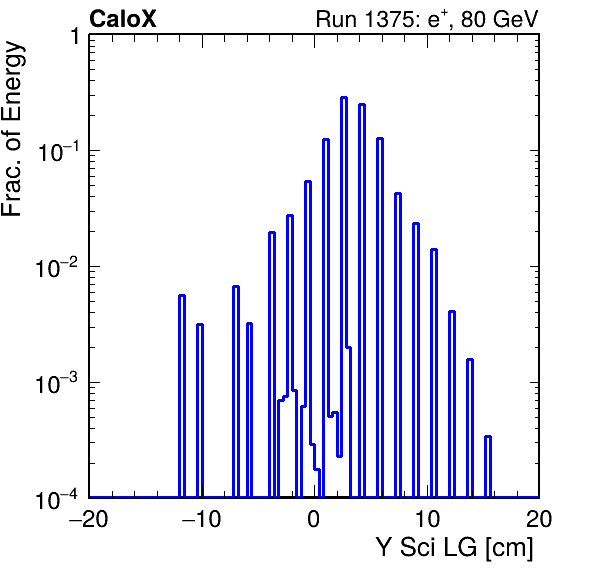 CaloX Run 1375: e⁺, 80 GeV
Frac. of Energy
1
10⁻¹
10⁻²
10⁻³
10⁻⁴
−20 −10 0 10 20
Y Sci LG [cm]